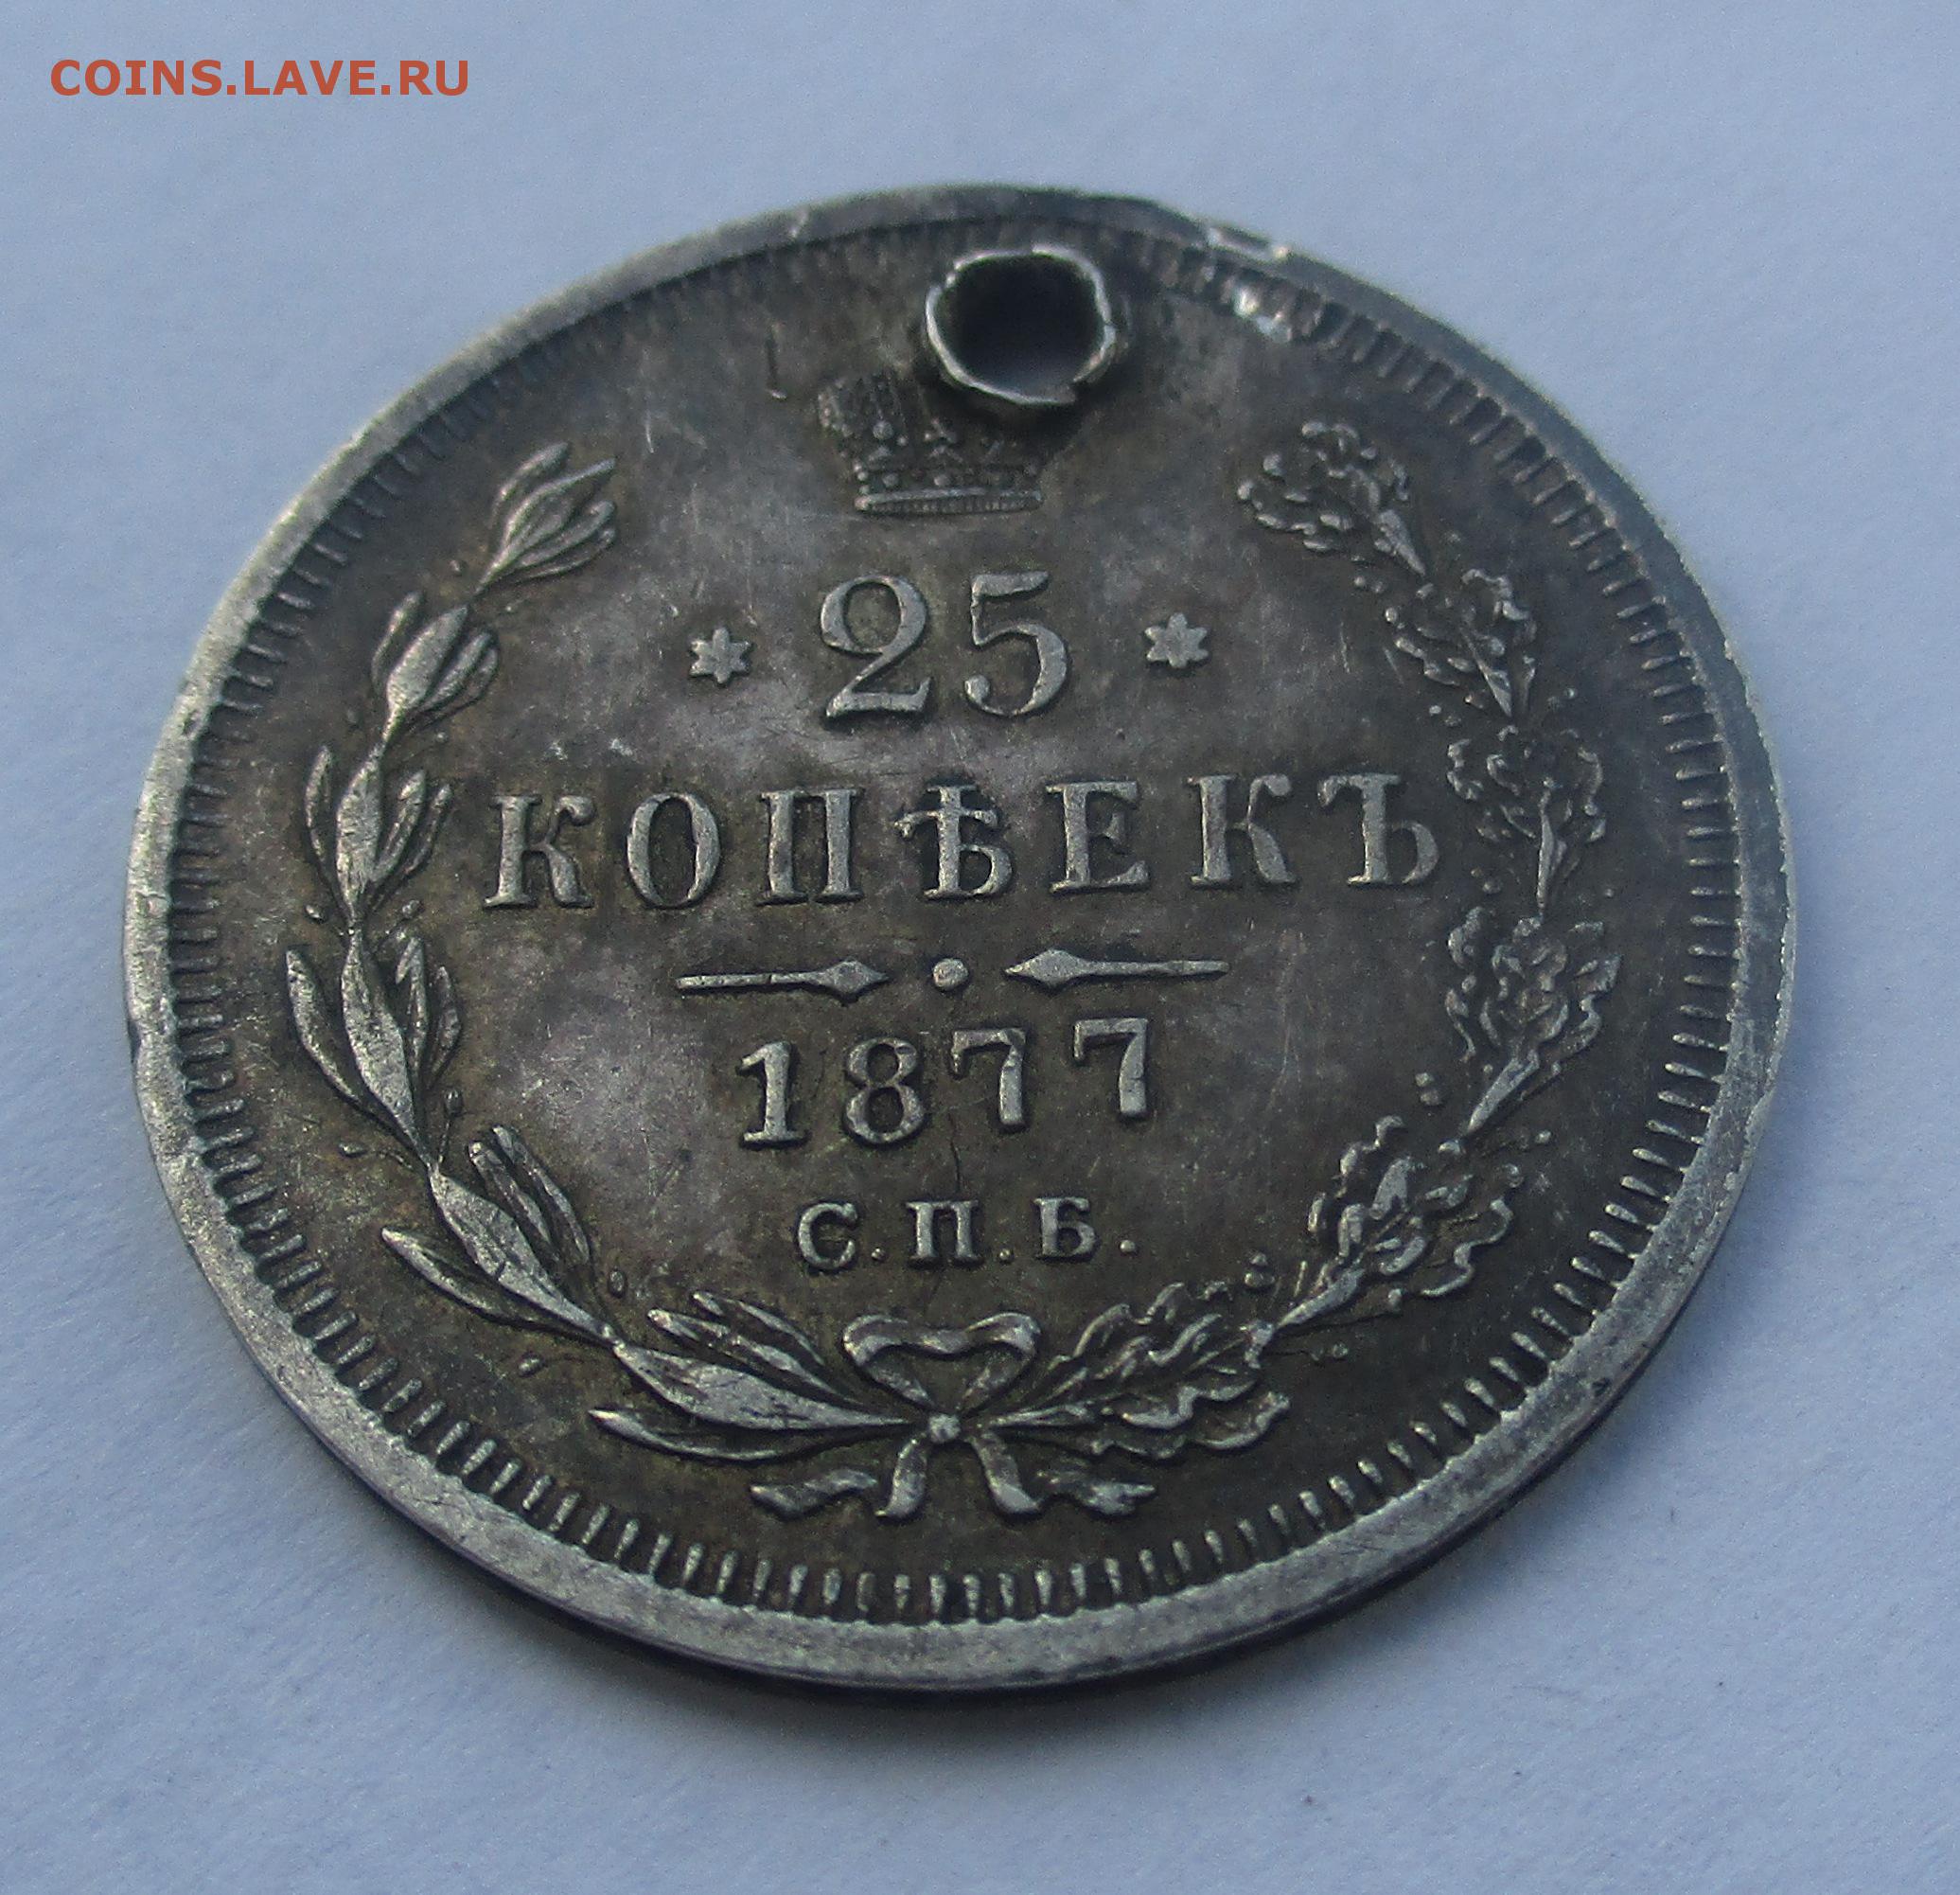 COINS.LAVE.RU
* 25 *
КОПѢЕКЪ
1877
С.П.Б.